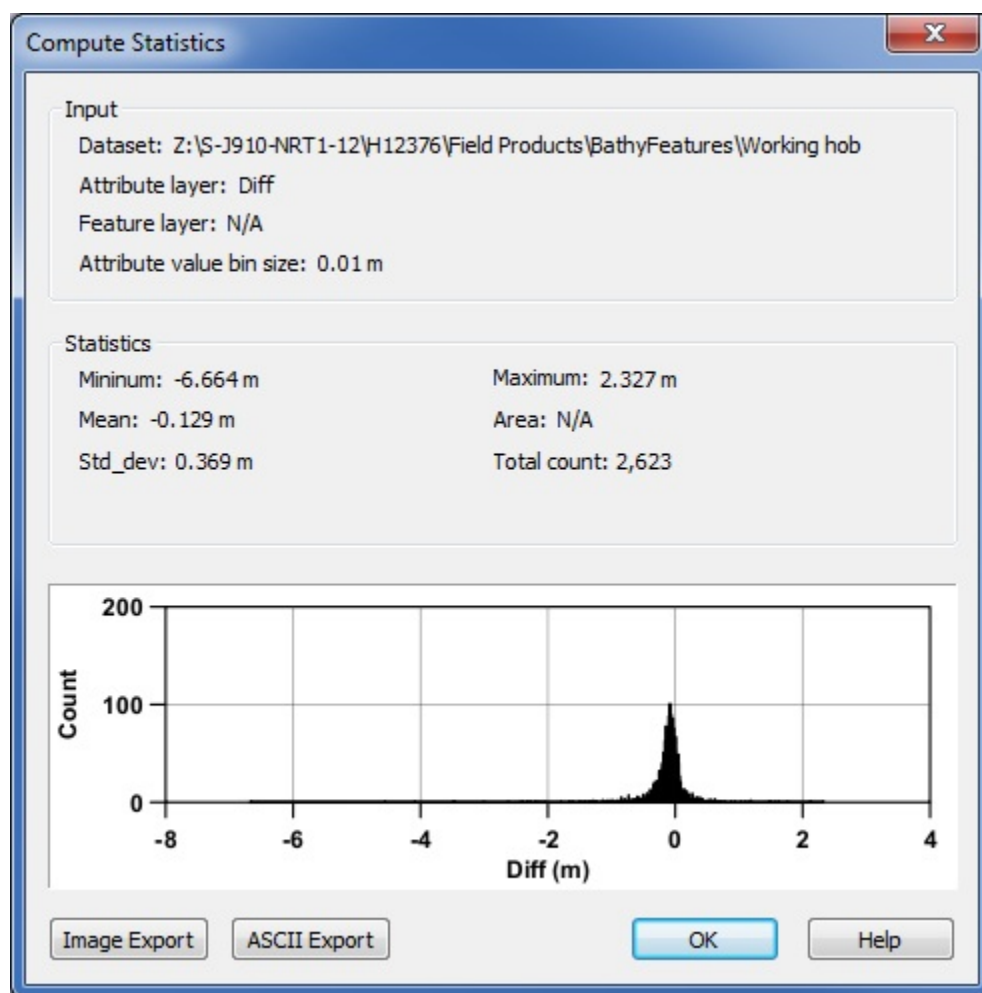 Compute Statistics
Input
Dataset: Z:\S-J910-NRT1-12\H12376\Field Products\BathyFeatures\Working hob
Attribute layer: Diff
Feature layer: N/A
Attribute value bin size: 0.01 m
Statistics
Mininum: -6.664 m Maximum: 2.327 m
Mean: -0.129 m Area: N/A
Std_dev: 0.369 m Total count: 2,623
200
100
0
Count
-8 -6 -4 -2 0 2 4
Diff (m)
Image Export ASCII Export OK Help